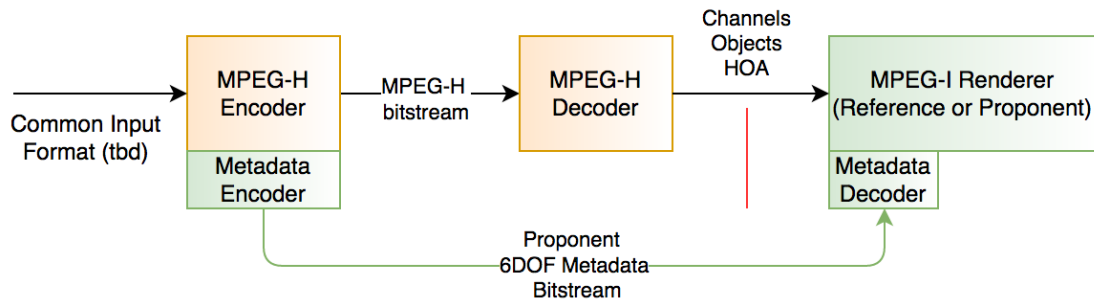 Common Input
Format (tbd)
MPEG-H
Encoder
Metadata
Encoder
MPEG-H
bitstream
MPEG-H
Decoder
Channels
Objects
HOA
MPEG-I Renderer
(Reference or Proponent)
Metadata
Decoder
Proponent
6DOF Metadata
Bitstream